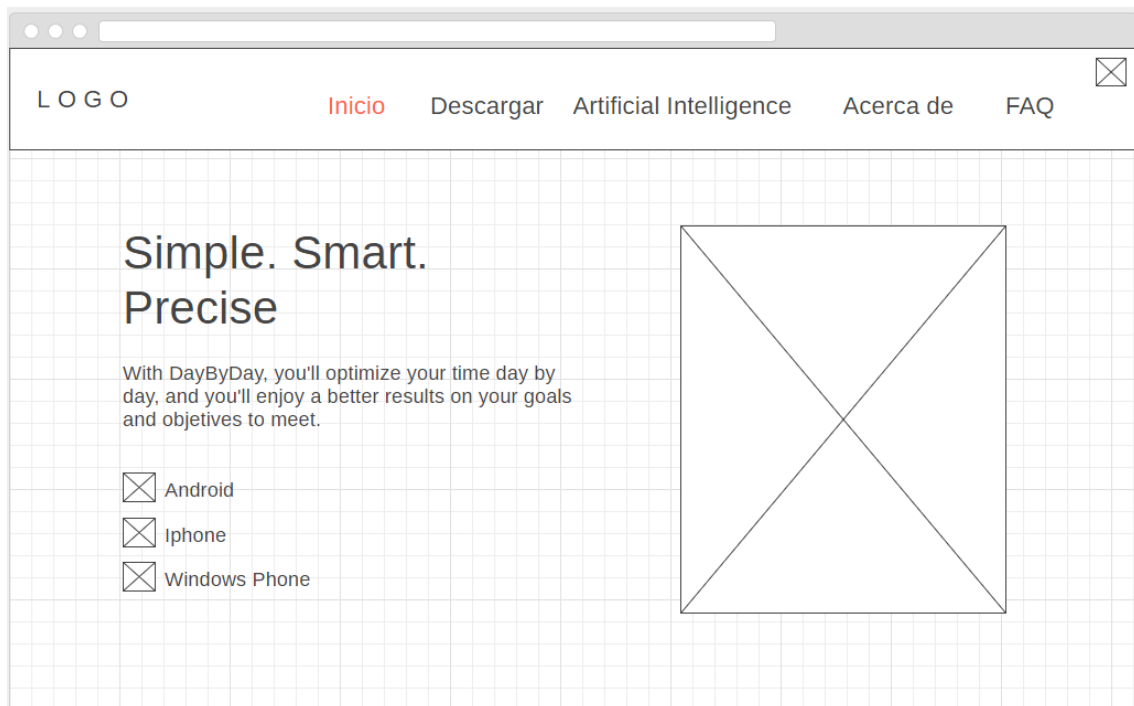 LOGO
Inicio Descargar Artificial Intelligence Acerca de FAQ
Simple. Smart.
Precise
With DayByDay, you'll optimize your time day by
day, and you'll enjoy a better results on your goals
and objetives to meet.
Android
Iphone
Windows Phone